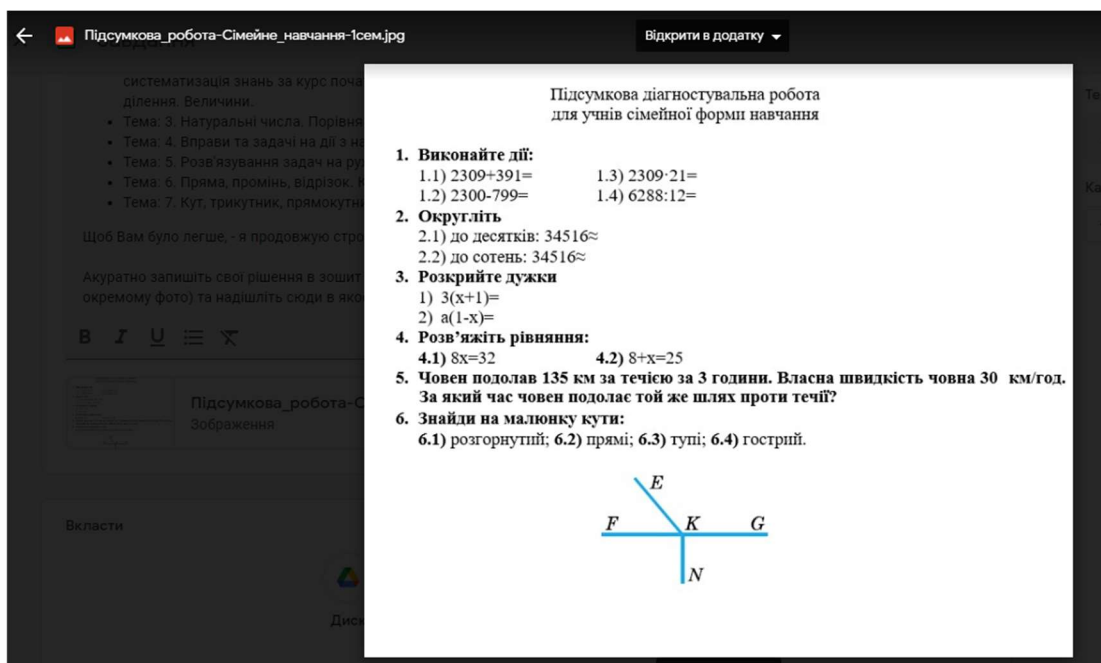 Підсумкова_робота-Сімейне_навчання-1сем.jpg
Відкрити в додатку
систематизація знань за курс поча
ділення. Величини.
Тема: 3. Натуральні числа. Порівня
Тема: 4. Вправи та задачі на дії з на
Тема: 5. Розв'язування задач на ру
Тема: 6. Пряма, промінь, відрізок.
Тема: 7. Кут, трикутник, прямокутни
Щоб Вам було легше, - я продовжую стро
Акуратно запишіть свої рішення в зошит
окремому фото) та надішліть сюди в яко
B I U
Підсумкова_робота-С
Зображення
Вкласти
Диск
Підсумкова діагностувальна робота
для учнів сімейної форми навчання
1. Виконайте дії:
1.1) 2309+391= 1.3) 2309·21=
1.2) 2300-799= 1.4) 6288:12=
2. Округліть
2.1) до десятків: 34516≈
2.2) до сотень: 34516≈
3. Розкрийте дужки
1) 3(x+1)=
2) a(1-x)=
4. Розв’яжіть рівняння:
4.1) 8x=32 4.2) 8+x=25
5. Човен подолав 135 км за течією за 3 години. Власна швидкість човна 30 км/год.
За який час човен подолає той же шлях проти течії?
6. Знайди на малюнку кути:
6.1) розгорнутий; 6.2) прямі; 6.3) тупі; 6.4) гострий.
E
F K G
N